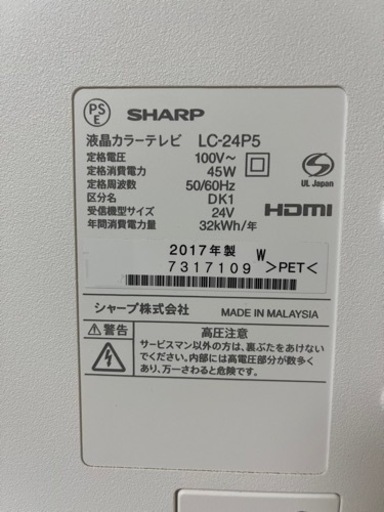 PS
E
SHARP
液晶カラーテレビ LC-24P5
定格電圧 100V～
定格消費電力 45W
定格周波数 50/60Hz
区分名 DK1
受信機型サイズ 24V
年間消費電力量 32kWh/年
S
UL Japan
HDMI
2017年製 W
7317109 >PET<
シャープ株式会社 MADE IN MALAYSIA
警告 高圧注意
サービスマン以外の方は、裏ぶたをあけない
でください。内部には高電圧部分が数多く
あり、万一さわると危険です。